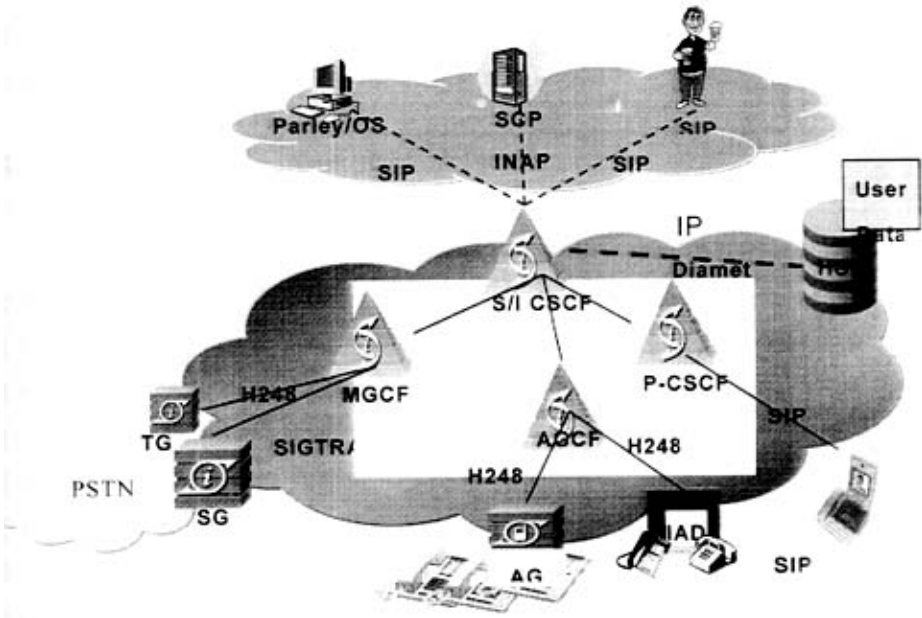 Parley/OS
SCP
SIP
SIP
INAP
SIP
User
Data
IP
Diamet
S/I CSCF
MGCF
P-CSCF
H248
TG
SIGTRA
AGCF
H248
H248
SIP
PSTN
SG
IAD
AG
SIP